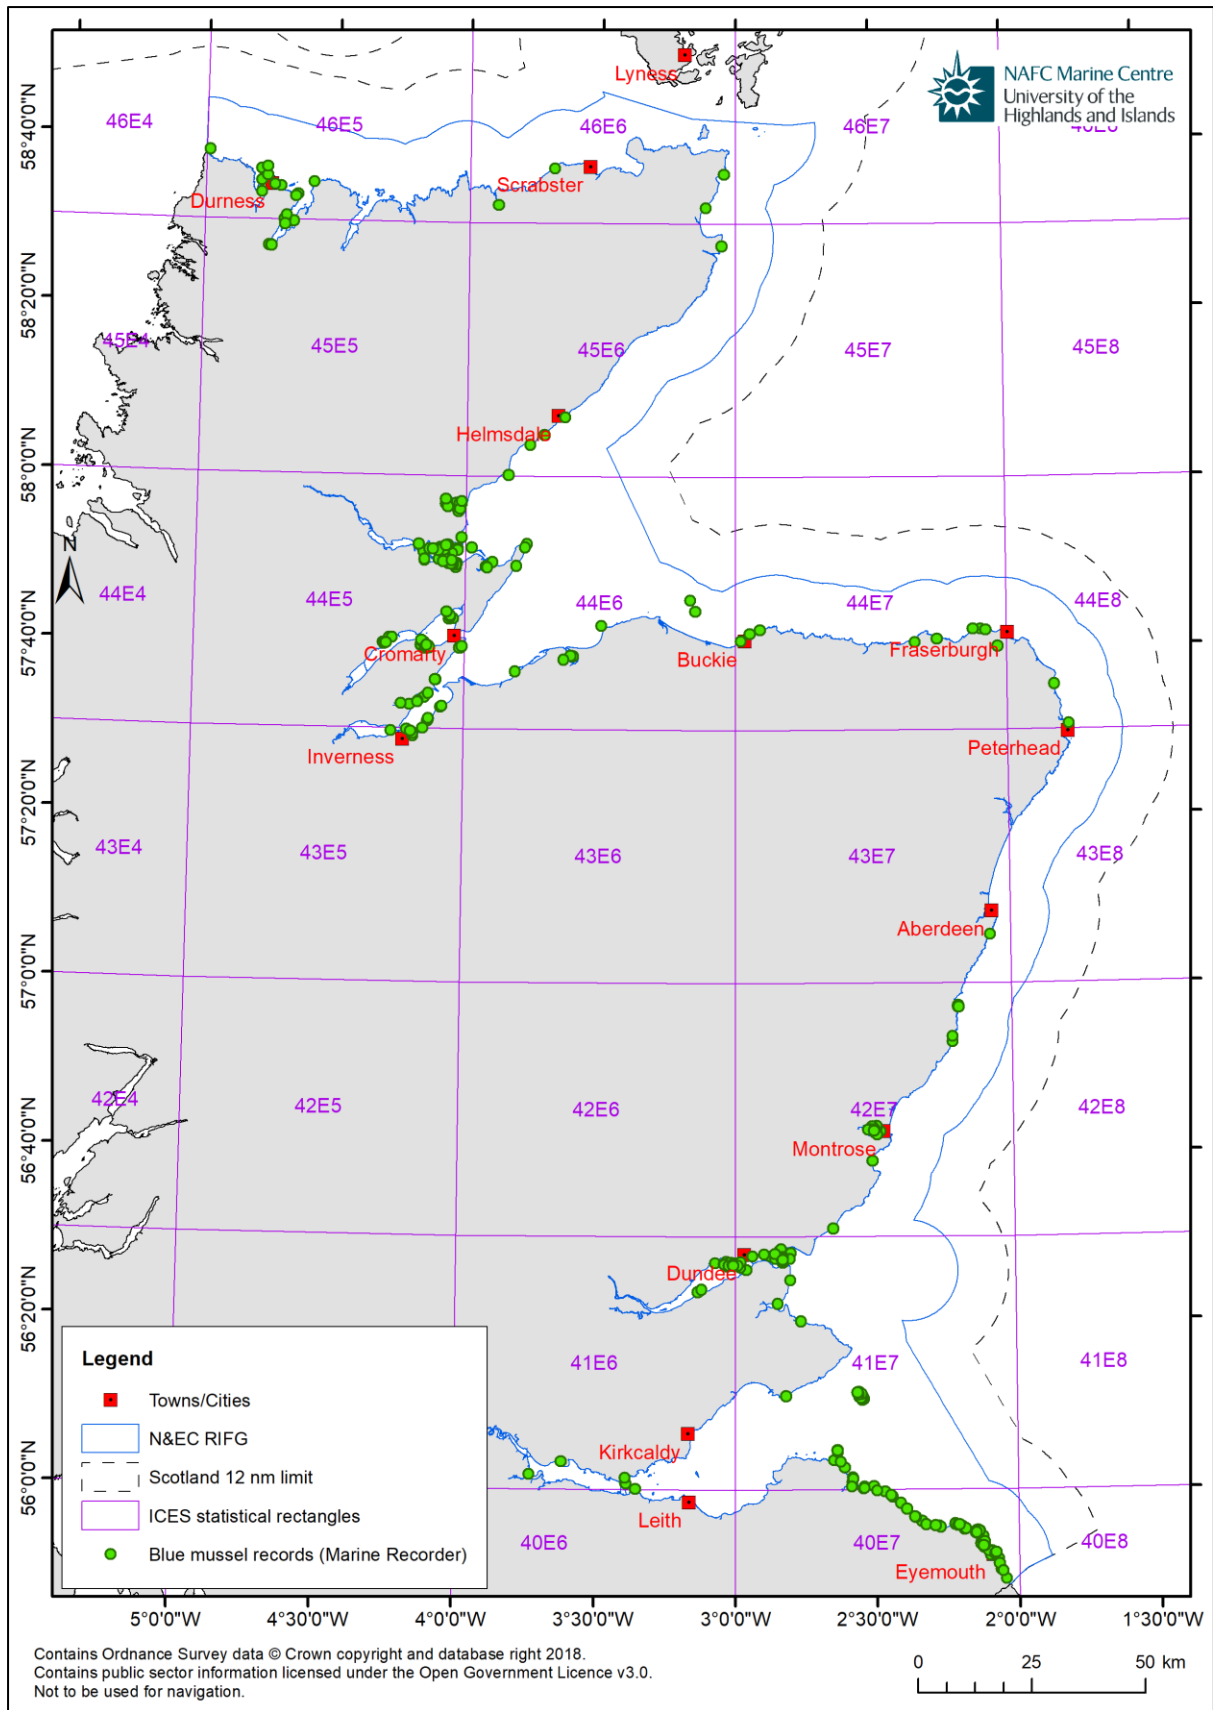 Lyness
NAFC Marine Centre
University of the
Highlands and Islands
46E4
46E5
46E6
46E7
Durness
Scrabster
45E4
45E5
45E6
45E7
45E8
Helmsdale
N
44E4
44E5
44E6
44E7
44E8
Cromarty
Buckie
Fraserburgh
Inverness
Peterhead
43E4
43E5
43E6
43E7
43E8
Aberdeen
42E4
42E5
42E6
42E7
42E8
Montrose
Dundee
41E6
41E7
41E8
Kirkcaldy
Leith
40E6
40E7
40E8
Eyemouth
Legend
Towns/Cities
N&EC RIFG
Scotland 12 nm limit
ICES statistical rectangles
Blue mussel records (Marine Recorder)
58°40'0"N
58°20'0"N
58°0'0"N
57°40'0"N
57°20'0"N
57°0'0"N
56°40'0"N
56°20'0"N
56°0'0"N
5°0'0"W 4°30'0"W 4°0'0"W 3°30'0"W 3°0'0"W 2°30'0"W 2°0'0"W 1°30'0"W
Contains Ordnance Survey data © Crown copyright and database right 2018.
Contains public sector information licensed under the Open Government Licence v3.0.
Not to be used for navigation.
0 25 50 km